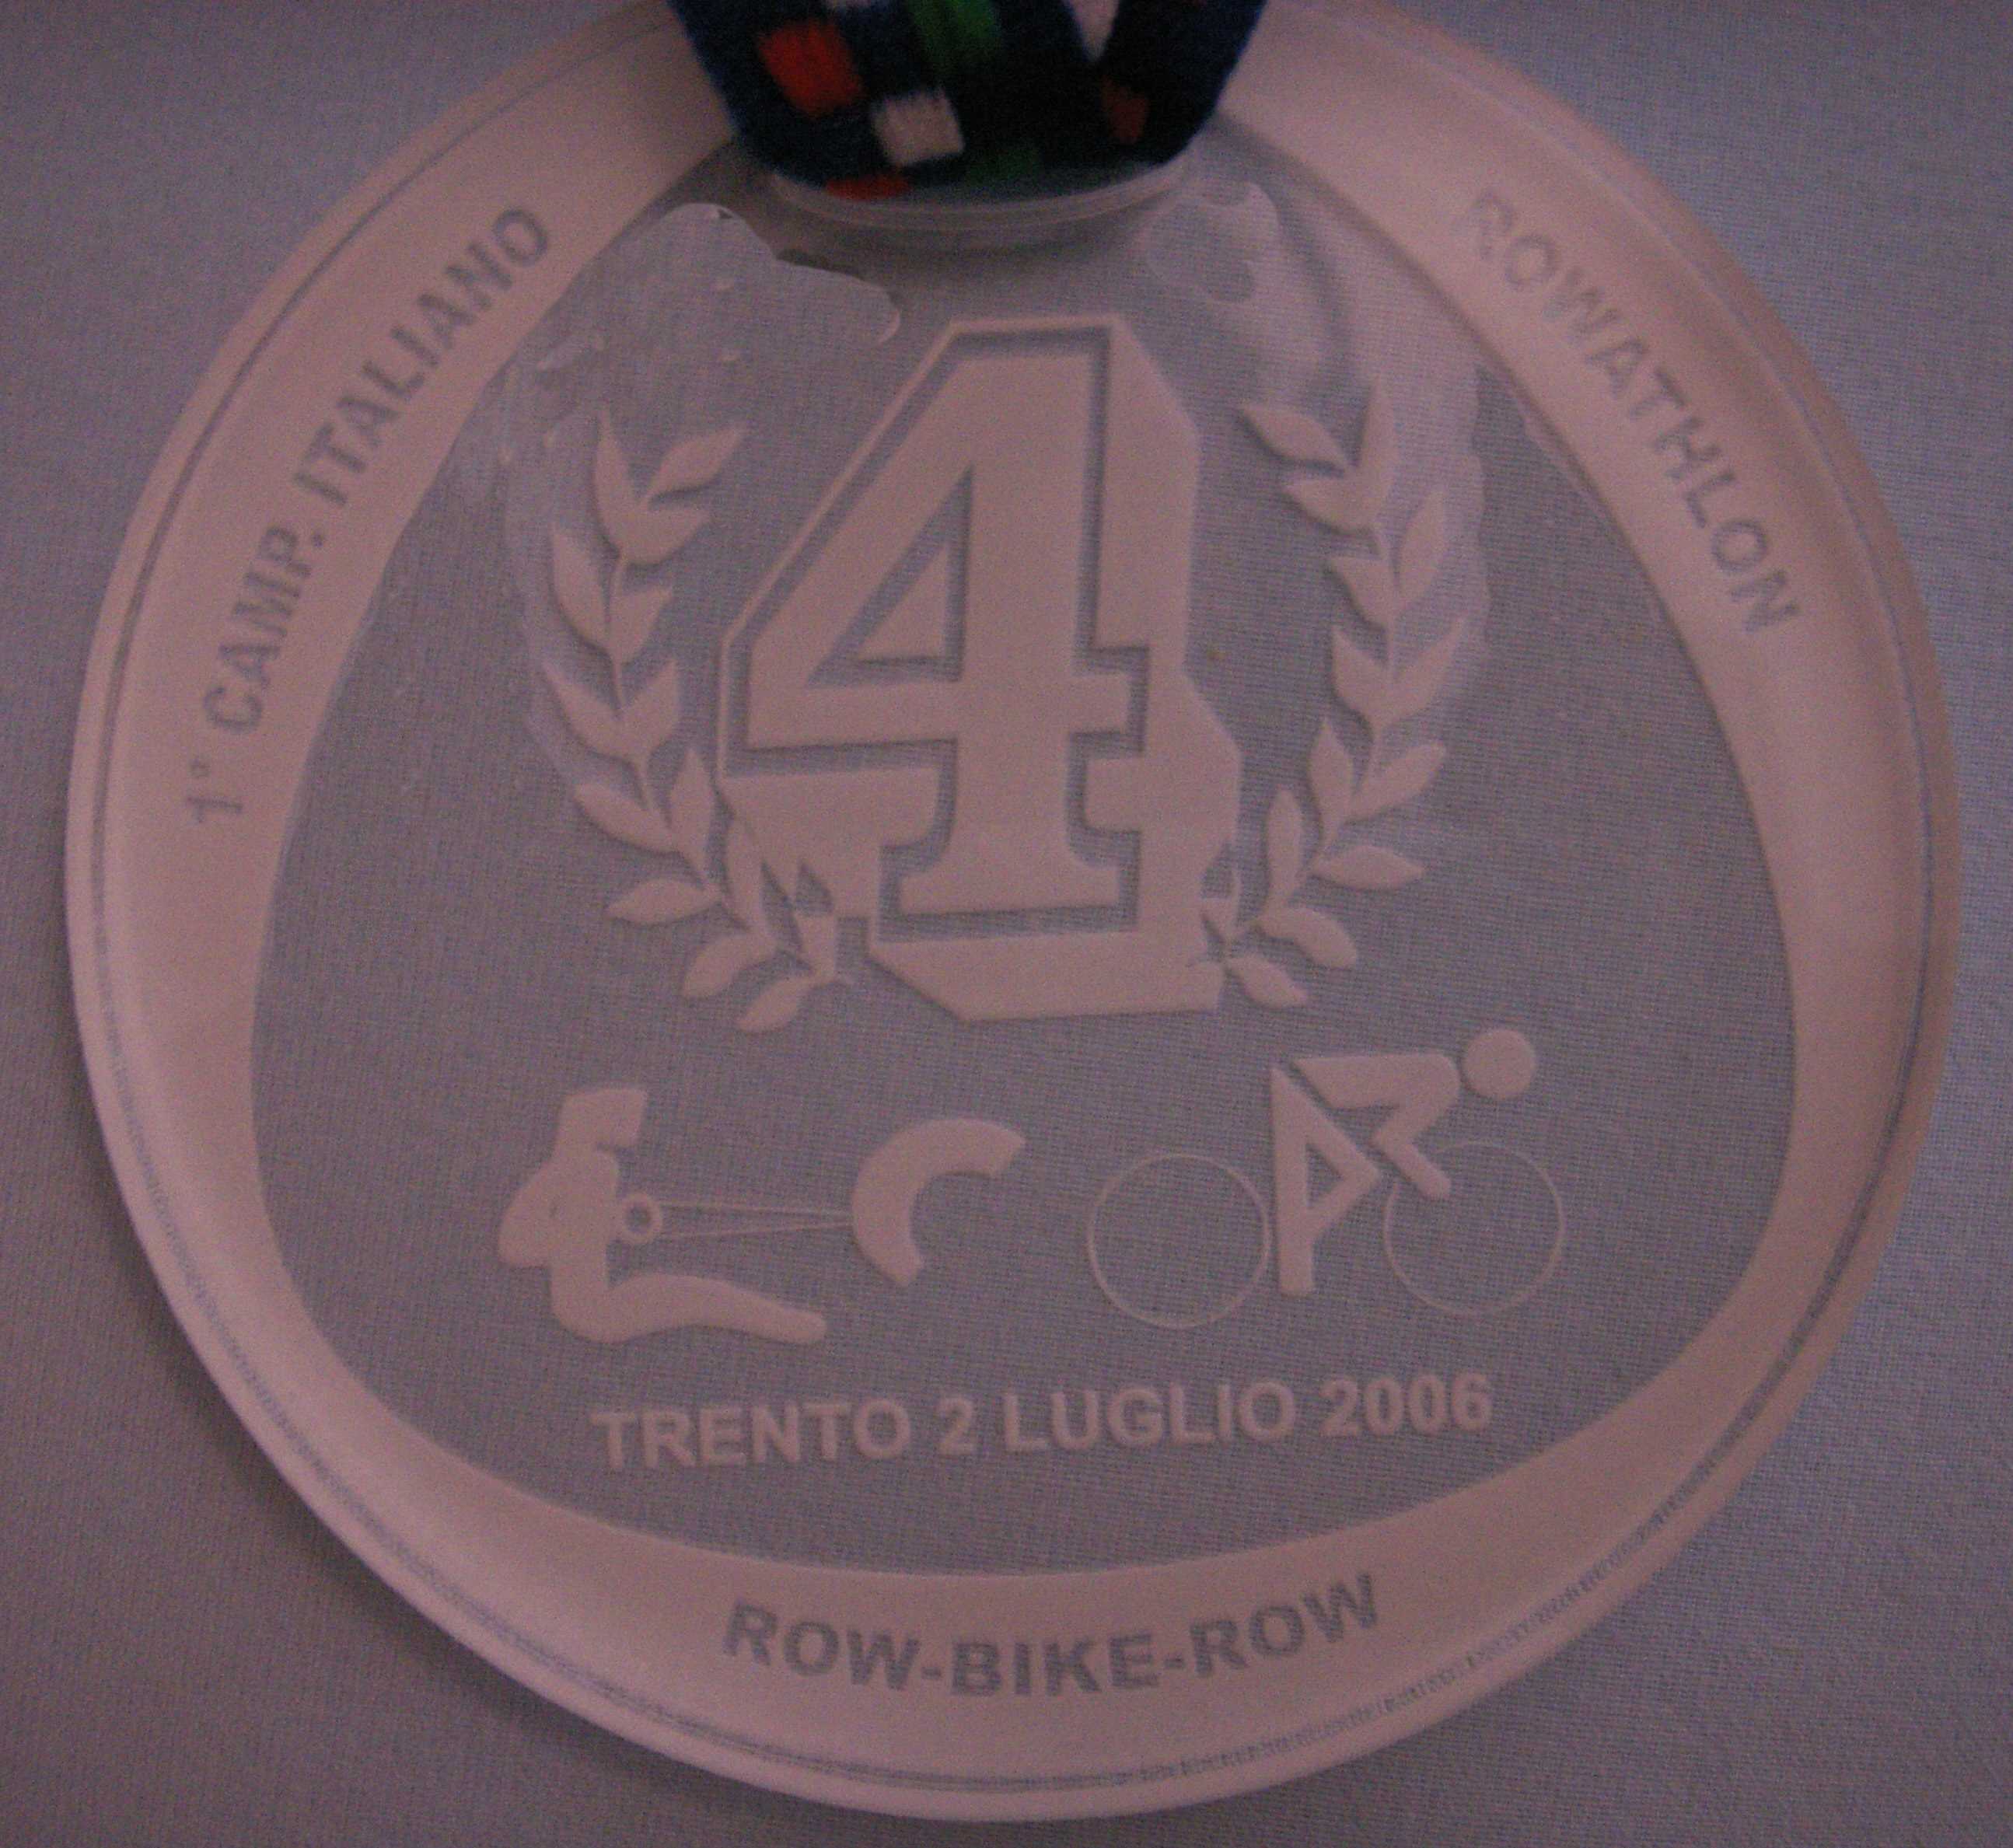 1° CAMP. ITALIANO
ROWATHLON
4
TRENTO 2 LUGLIO 2006
ROW-BIKE-ROW